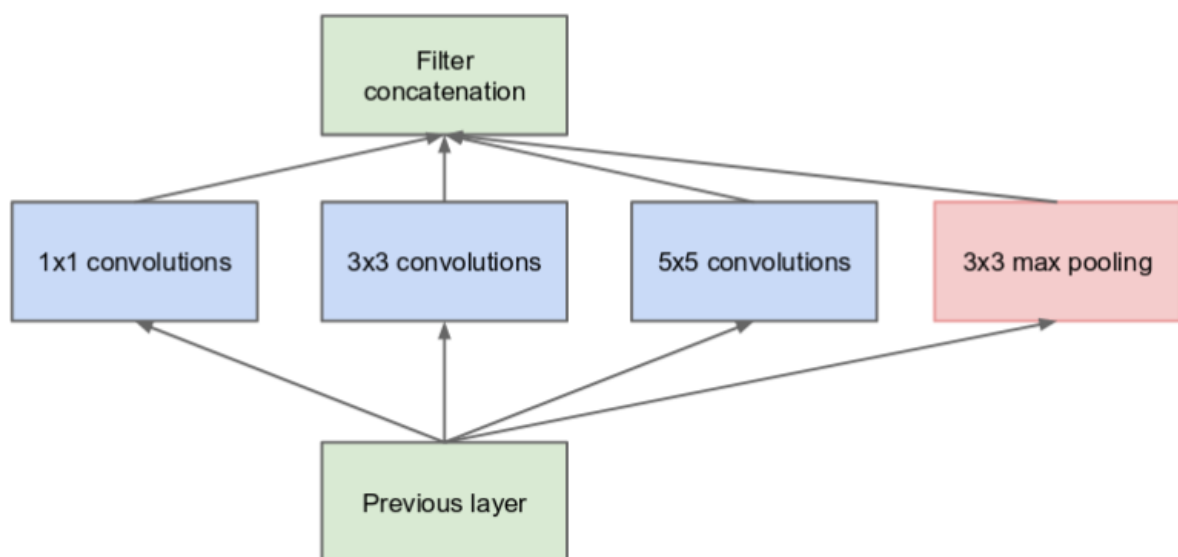 Filter
concatenation
1x1 convolutions
3x3 convolutions
5x5 convolutions
3x3 max pooling
Previous layer